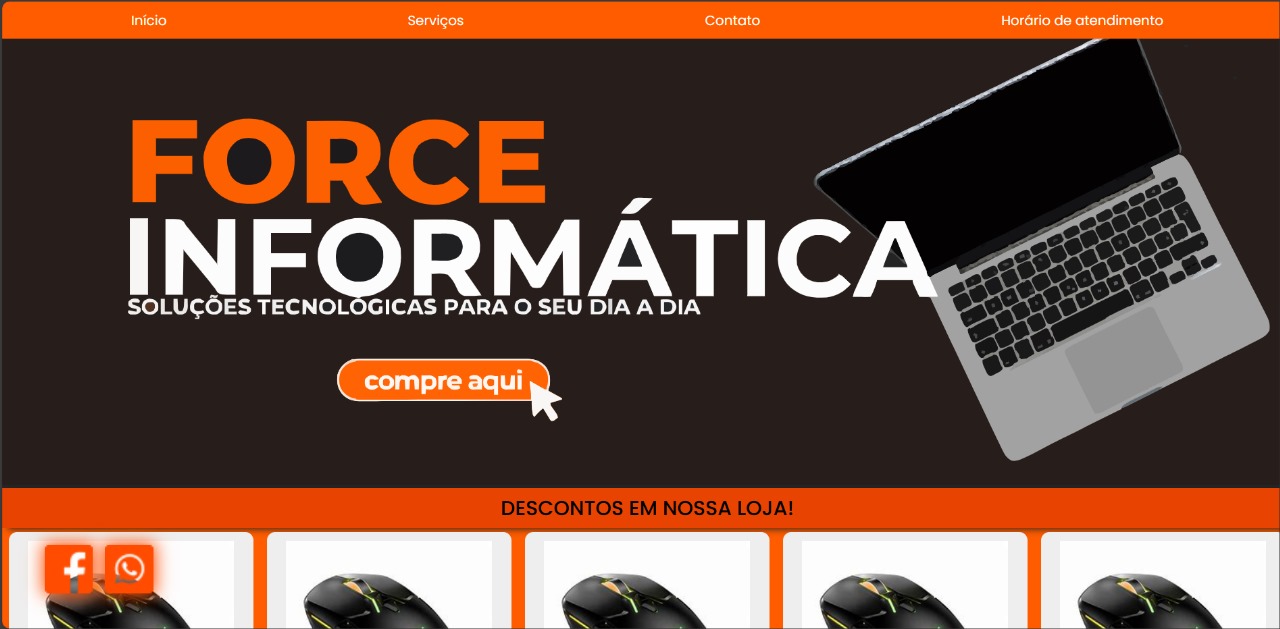 Início Serviços Contato Horário de atendimento
FORCE
INFORMÁTICA
SOLUÇÕES TECNOLÓGICAS PARA O SEU DIA A DIA
compre aqui
DESCONTOS EM NOSSA LOJA!